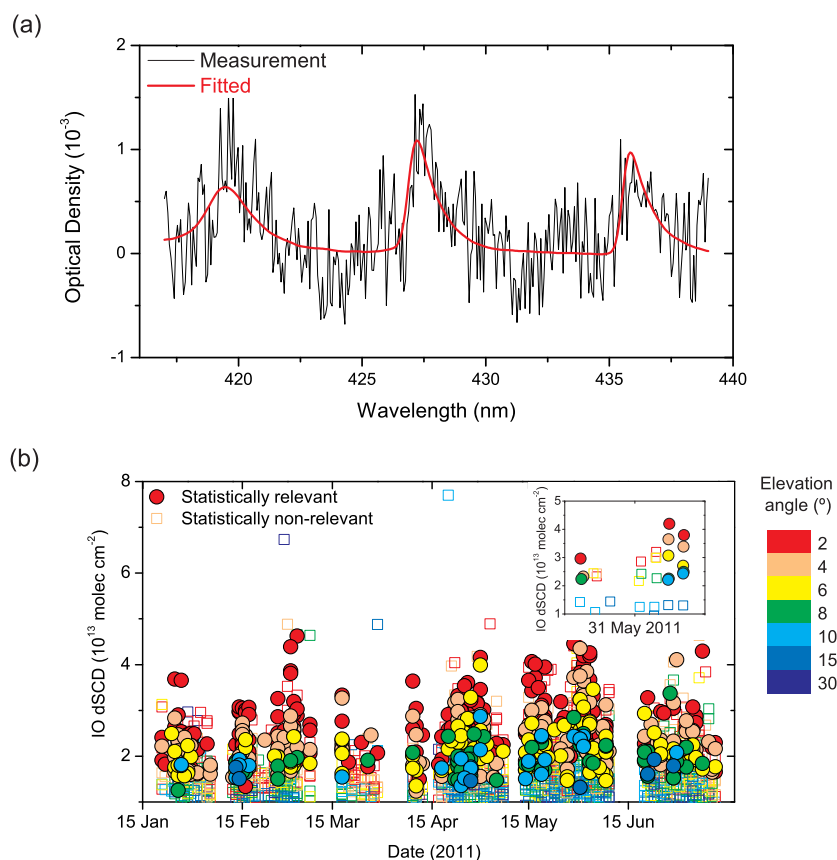 (a)
2
1
0
-1
Optical Density (10⁻³)
Measurement
Fitted
420
425
430
435
440
Wavelength (nm)
(b)
8
6
4
2
IO dSCD (10¹³ molec cm⁻²)
Statistically relevant
Statistically non-relevant
5
4
3
2
1
IO dSCD (10¹³ molec cm⁻²)
31 May 2011
15 Jan
15 Feb
15 Mar
15 Apr
15 May
15 Jun
Date (2011)
Elevation
angle (º)
2
4
6
8
10
15
30